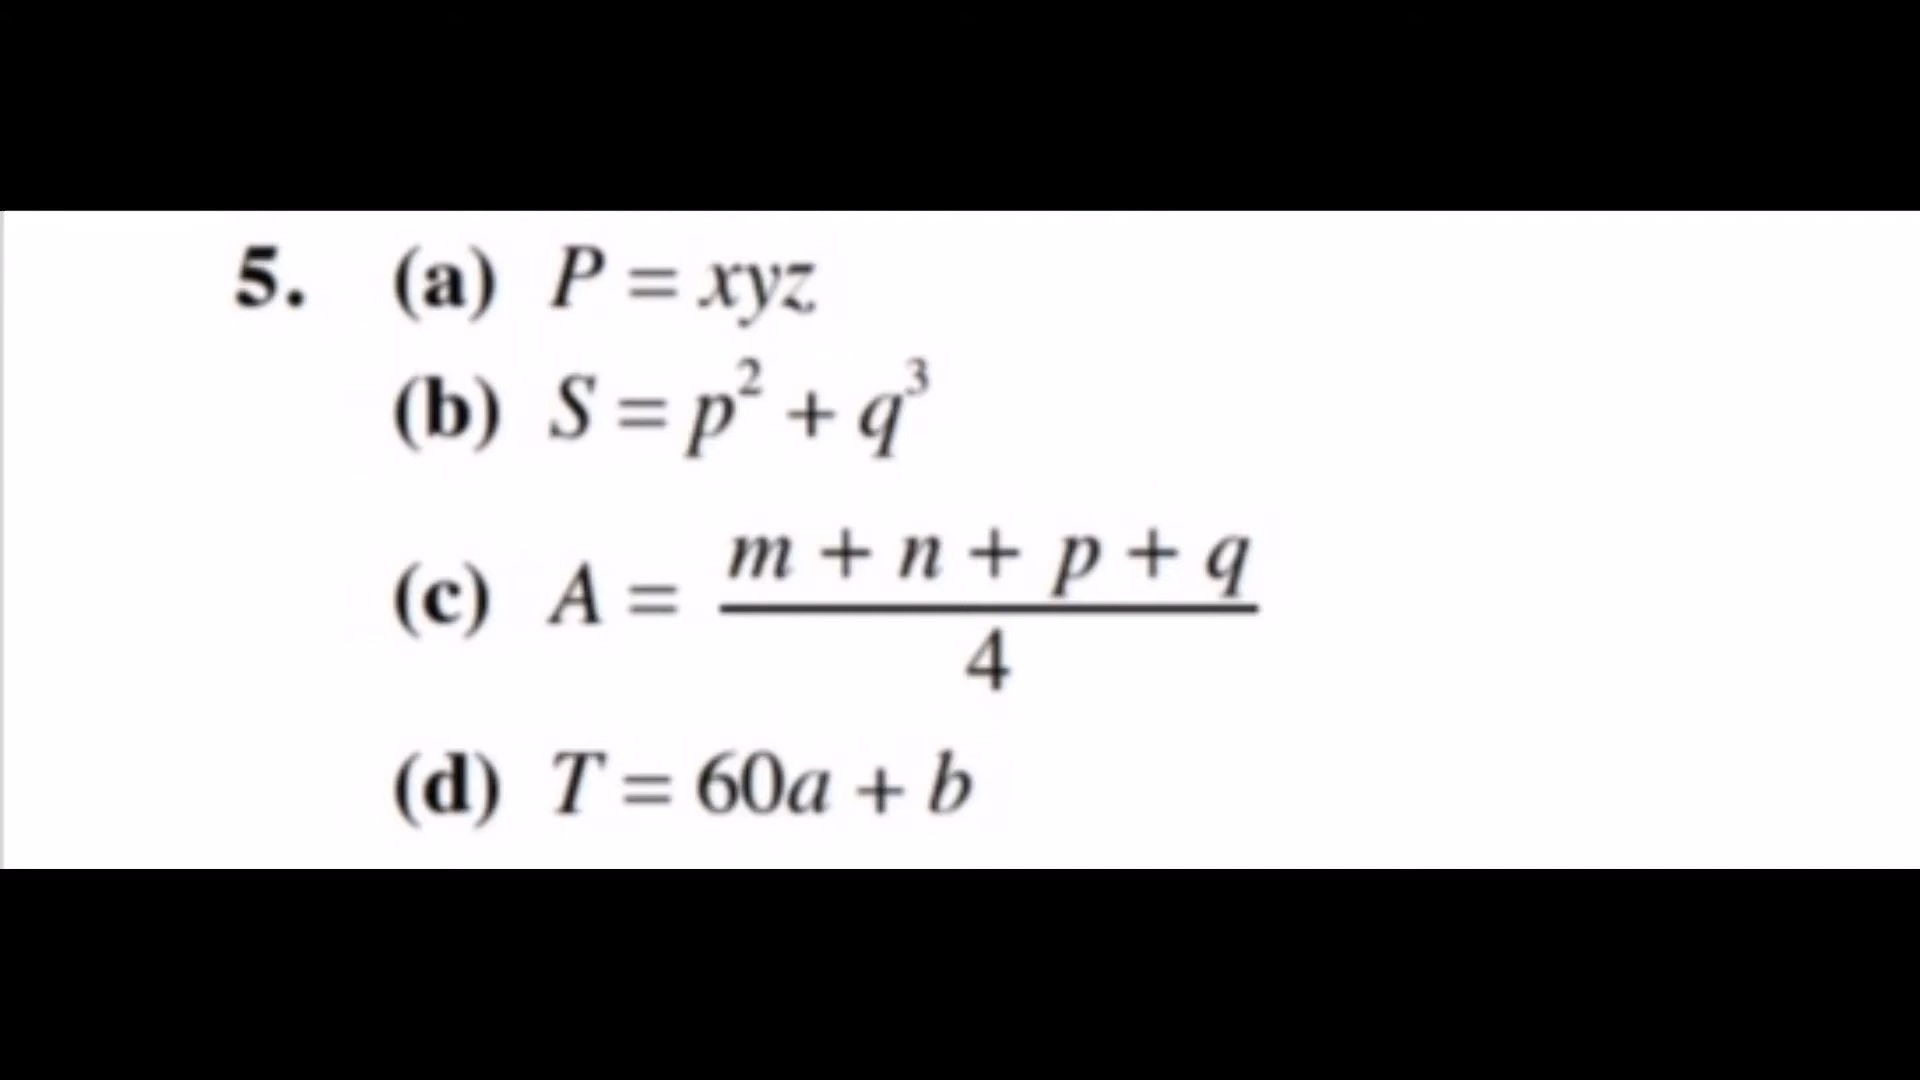 5. (a) P = xyz
(b) S = p² + q³
(c) A = (m + n + p + q)/4
(d) T = 60a + b